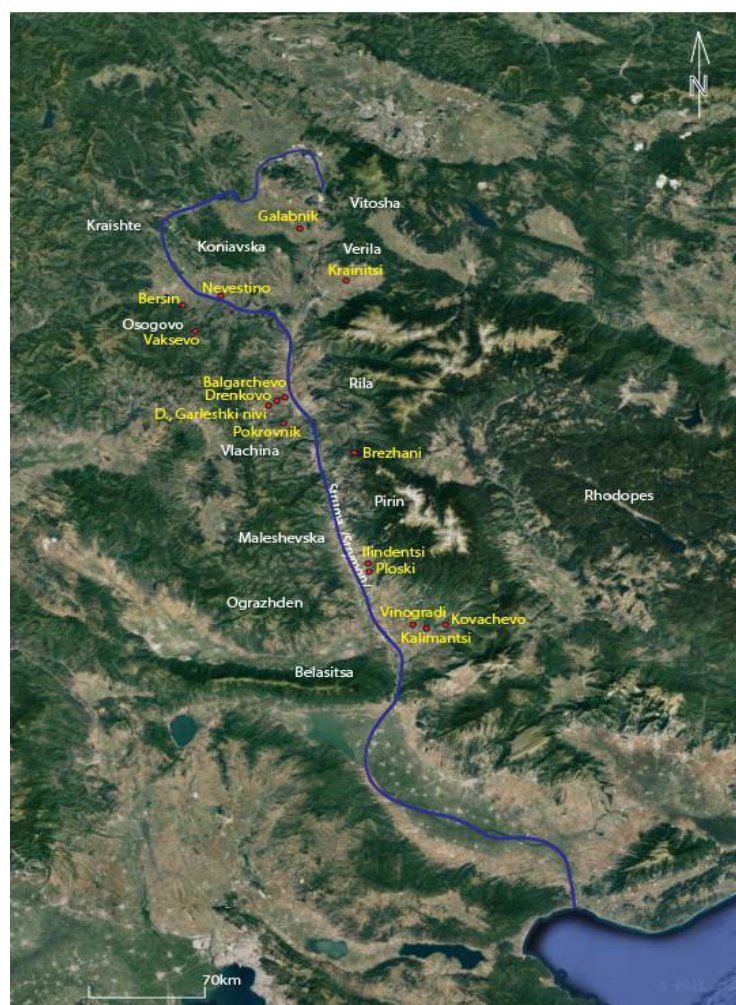 N
Vitosha
Galabnik
Kraishte
Koniavska
Verila
Krainitsi
Nevestino
Bersin
Osogovo
Vaksevo
Balgarchevo
Rila
Drenkovo
D., Garleshki nivi
Pokrovnik
Vlachina
Brezhani
Rhodopes
Pirin
Struma /Strymon/
Maleshevska
Ilindentsi
Ploski
Ograzhden
Vinogradi
Kovachevo
Kalimantsi
Belasitsa
70km